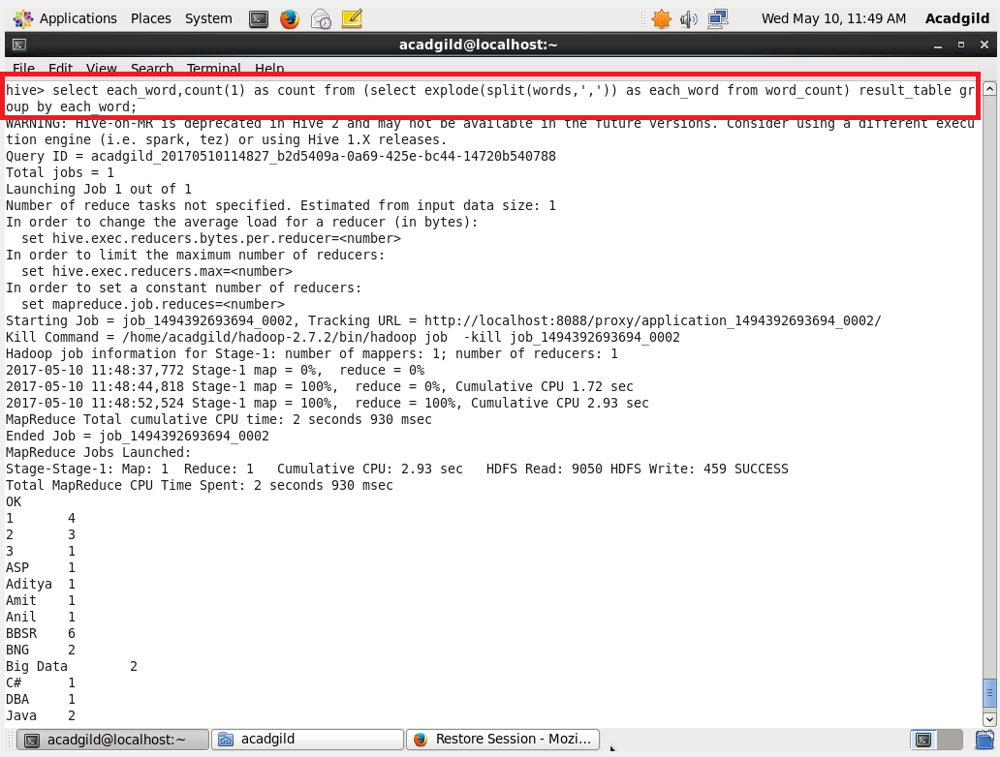 Applications Places System Wed May 10, 11:49 AM Acadgild
acadgild@localhost:~
File Edit View Search Terminal Help
hive> select each_word,count(1) as count from (select explode(split(words,',')) as each_word from word_count) result_table gr
oup by each_word;
WARNING: Hive-on-MR is deprecated in Hive 2 and may not be available in the future versions. Consider using a different execu
tion engine (i.e. spark, tez) or using Hive 1.X releases.
Query ID = acadgild_20170510114827_b2d5409a-0a69-425e-bc44-14720b540788
Total jobs = 1
Launching Job 1 out of 1
Number of reduce tasks not specified. Estimated from input data size: 1
In order to change the average load for a reducer (in bytes):
  set hive.exec.reducers.bytes.per.reducer=<number>
In order to limit the maximum number of reducers:
  set hive.exec.reducers.max=<number>
In order to set a constant number of reducers:
  set mapreduce.job.reduces=<number>
Starting Job = job_1494392693694_0002, Tracking URL = http://localhost:8088/proxy/application_1494392693694_0002/
Kill Command = /home/acadgild/hadoop-2.7.2/bin/hadoop job  -kill job_1494392693694_0002
Hadoop job information for Stage-1: number of mappers: 1; number of reducers: 1
2017-05-10 11:48:37,772 Stage-1 map = 0%,  reduce = 0%
2017-05-10 11:48:44,818 Stage-1 map = 100%,  reduce = 0%, Cumulative CPU 1.72 sec
2017-05-10 11:48:52,524 Stage-1 map = 100%,  reduce = 100%, Cumulative CPU 2.93 sec
MapReduce Total cumulative CPU time: 2 seconds 930 msec
Ended Job = job_1494392693694_0002
MapReduce Jobs Launched:
Stage-Stage-1: Map: 1  Reduce: 1   Cumulative CPU: 2.93 sec   HDFS Read: 9050 HDFS Write: 459 SUCCESS
Total MapReduce CPU Time Spent: 2 seconds 930 msec
OK
1 4
2 3
3 1
ASP 1
Aditya 1
Amit 1
Anil 1
BBSR 6
BNG 2
Big Data 2
C# 1
DBA 1
Java 2
acadgild@localhost:~ acadgild Restore Session - Mozi...